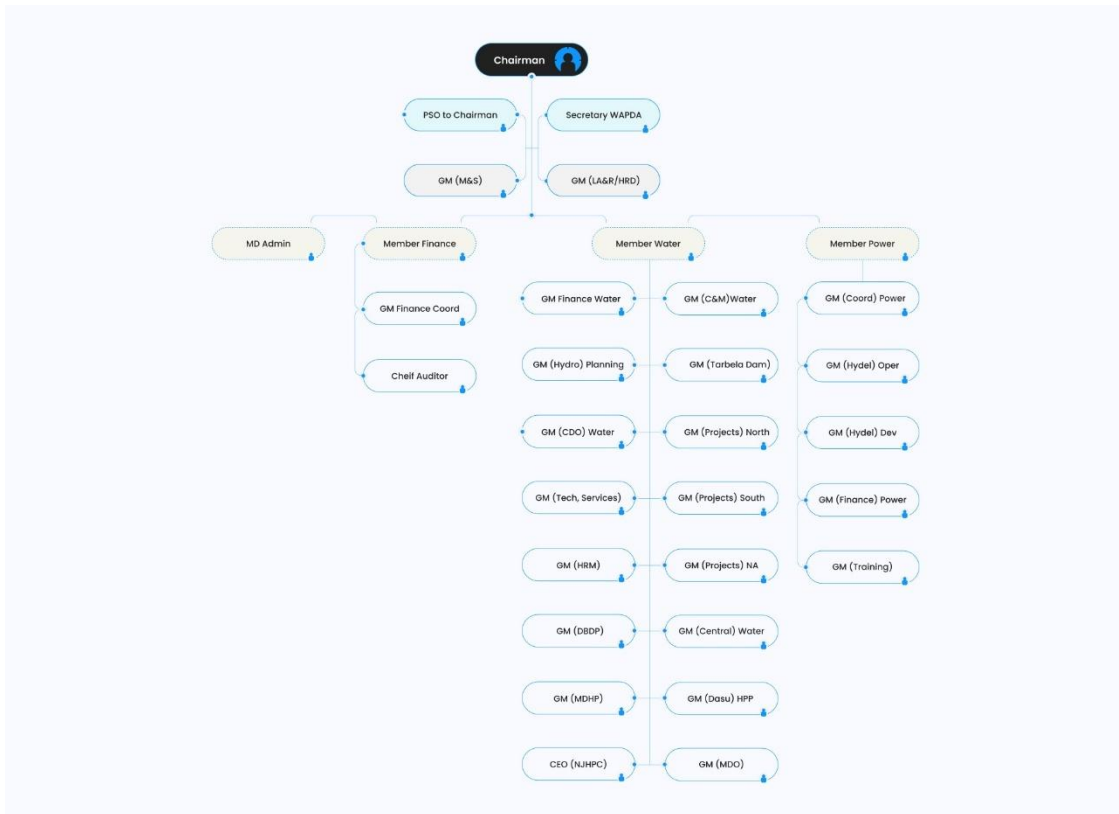 Chairman
PSO to Chairman
Secretary WAPDA
GM (M&S)
GM (LA&R/HRD)
MD Admin
Member Finance
Member Water
Member Power
GM Finance Coord
Cheif Auditor
GM Finance Water
GM (C&M)Water
GM (Hydro) Planning
GM (Tarbela Dam)
GM (CDO) Water
GM (Projects) North
GM (Tech, Services)
GM (Projects) South
GM (HRM)
GM (Projects) NA
GM (DBDP)
GM (Central) Water
GM (MDHP)
GM (Dasu) HPP
CEO (NJHPC)
GM (MDO)
GM (Coord) Power
GM (Hydel) Oper
GM (Hydel) Dev
GM (Finance) Power
GM (Training)